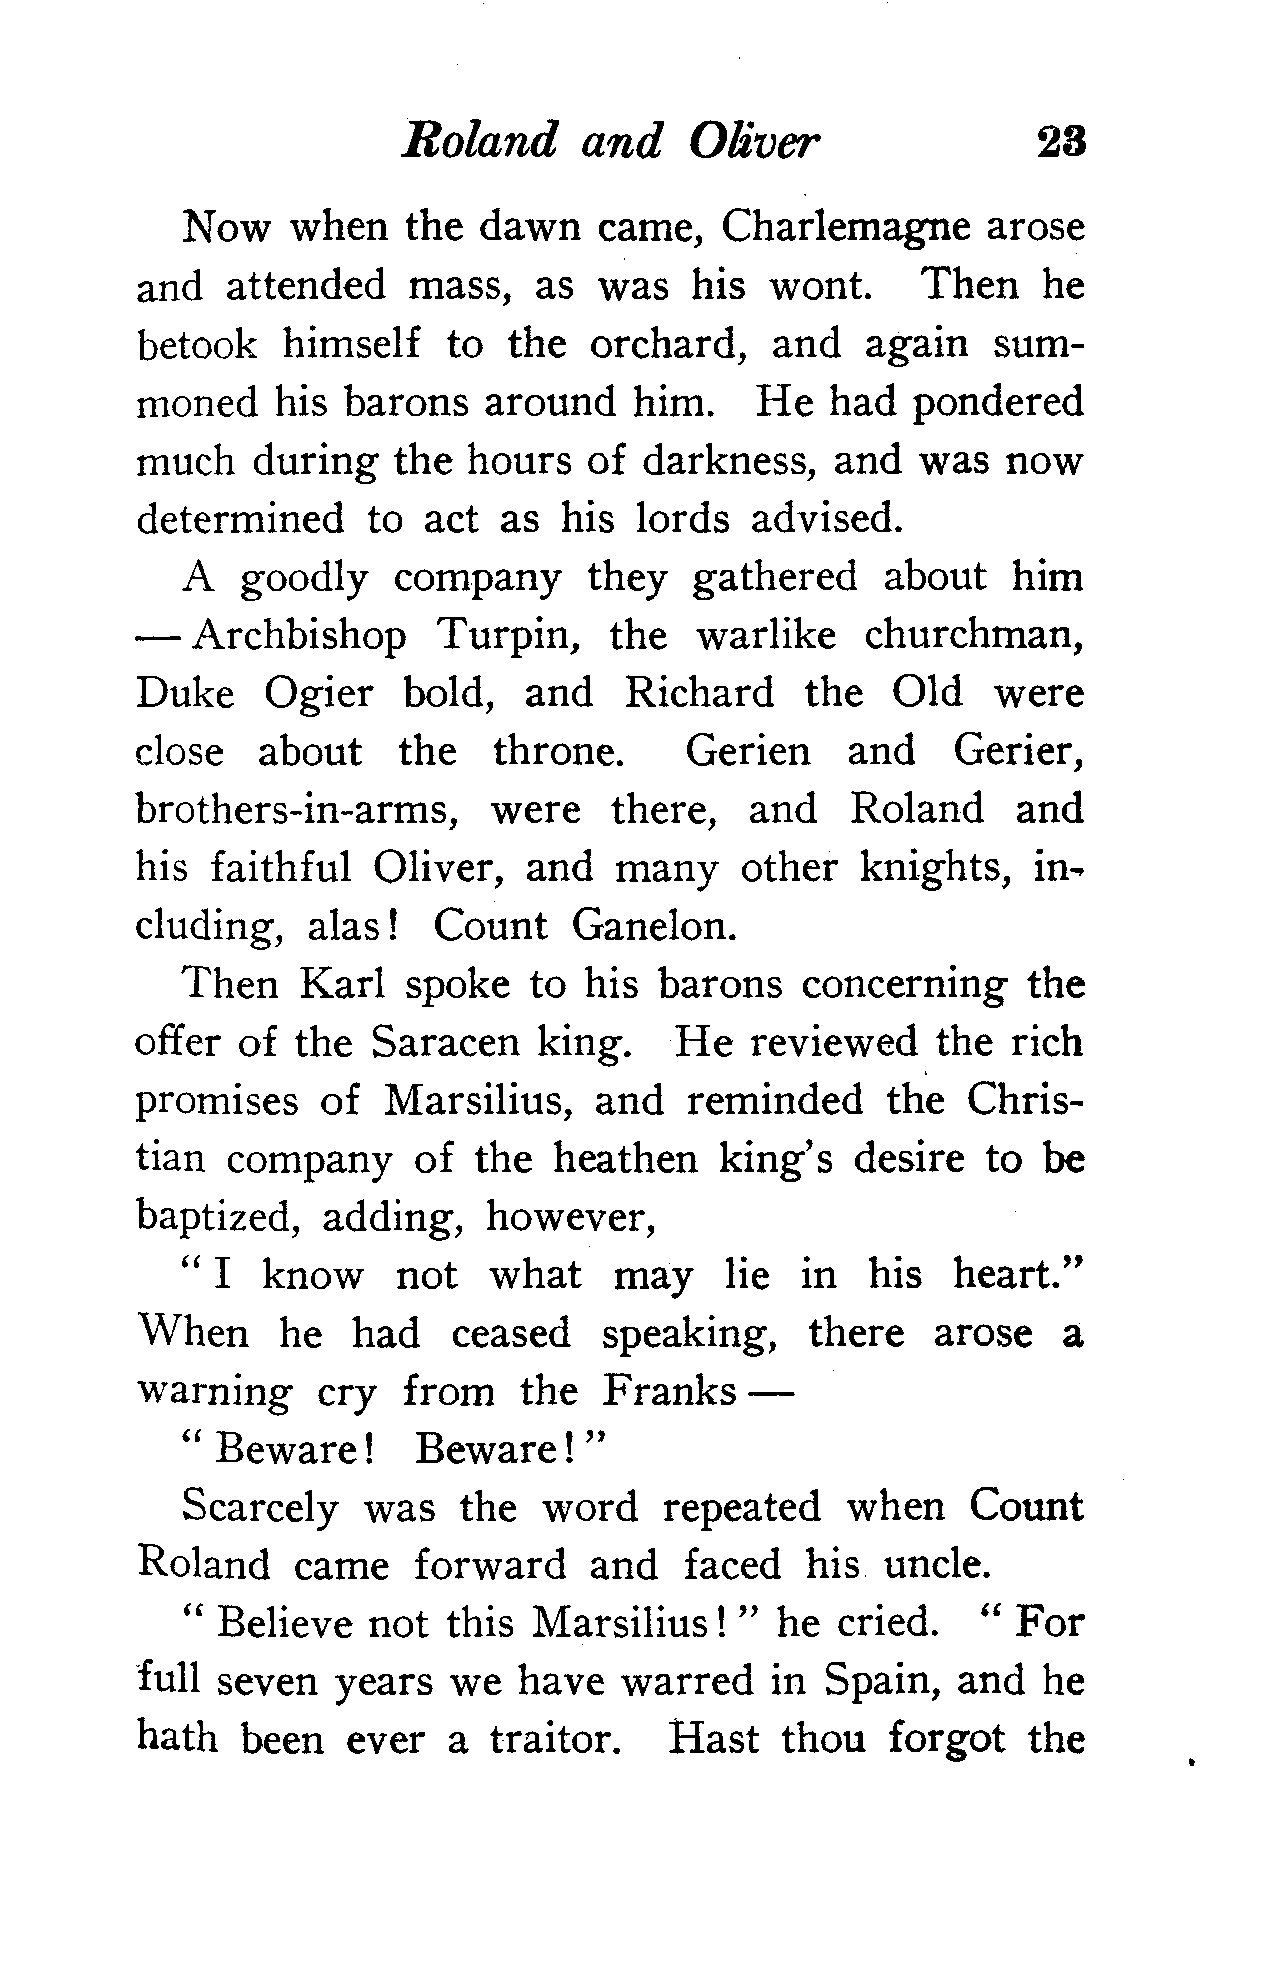 Roland and Oliver 23
Now when the dawn came, Charlemagne arose
and attended mass, as was his wont. Then he
betook himself to the orchard, and again sum-
moned his barons around him. He had pondered
much during the hours of darkness, and was now
determined to act as his lords advised.
A goodly company they gathered about him
— Archbishop Turpin, the warlike churchman,
Duke Ogier bold, and Richard the Old were
close about the throne. Gerien and Gerier,
brothers-in-arms, were there, and Roland and
his faithful Oliver, and many other knights, in-
cluding, alas! Count Ganelon.
Then Karl spoke to his barons concerning the
offer of the Saracen king. He reviewed the rich
promises of Marsilius, and reminded the Chris-
tian company of the heathen king's desire to be
baptized, adding, however,
"I know not what may lie in his heart."
When he had ceased speaking, there arose a
warning cry from the Franks —
"Beware! Beware!"
Scarcely was the word repeated when Count
Roland came forward and faced his uncle.
"Believe not this Marsilius!" he cried. "For
full seven years we have warred in Spain, and he
hath been ever a traitor. Hast thou forgot the